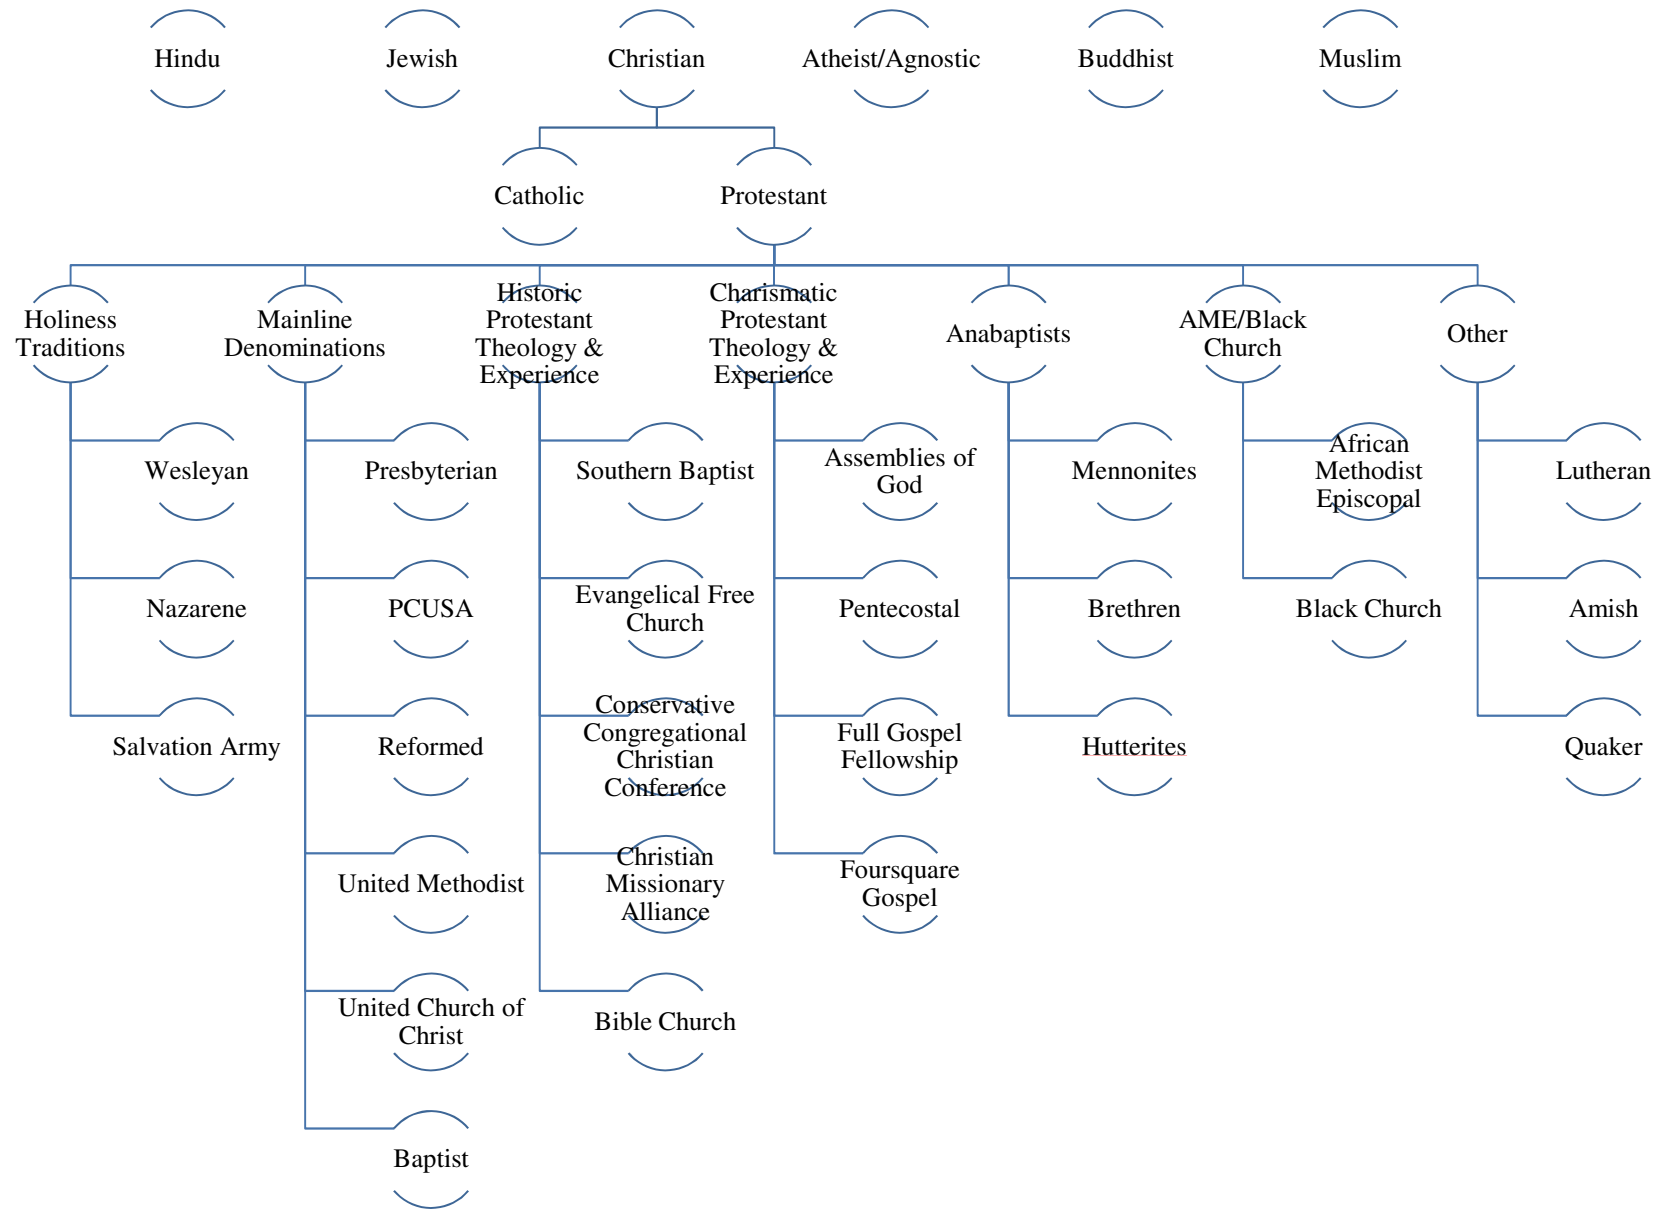 Hindu
Jewish
Christian
Atheist/Agnostic
Buddhist
Muslim
Catholic
Protestant
Holiness
Traditions
Mainline
Denominations
Historic
Protestant
Theology &
Experience
Charismatic
Protestant
Theology &
Experience
Anabaptists
AME/Black
Church
Other
Wesleyan
Nazarene
Salvation Army
Presbyterian
PCUSA
Reformed
United Methodist
United Church of
Christ
Baptist
Southern Baptist
Evangelical Free
Church
Conservative
Congregational
Christian
Conference
Christian
Missionary
Alliance
Bible Church
Assemblies of
God
Pentecostal
Full Gospel
Fellowship
Foursquare
Gospel
Mennonites
Brethren
Hutterites
African
Methodist
Episcopal
Black Church
Lutheran
Amish
Quaker